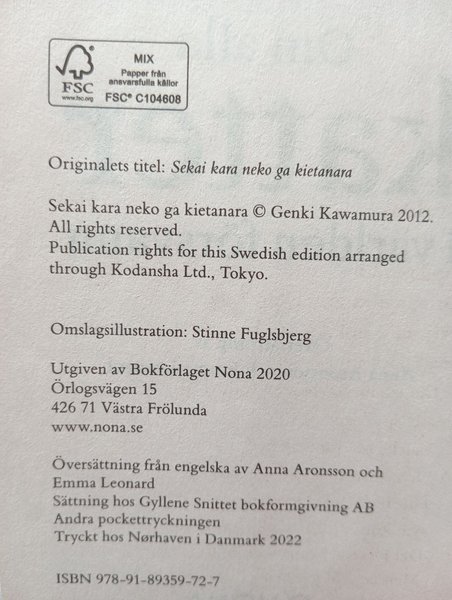 MIX
Papper från
ansvarsfulla källor
FSC® C104608
FSC
www.fsc.org
Originalets titel: Sekai kara neko ga kietanara
Sekai kara neko ga kietanara © Genki Kawamura 2012.
All rights reserved.
Publication rights for this Swedish edition arranged
through Kodansha Ltd., Tokyo.
Omslagsillustration: Stinne Fuglsbjerg
Utgiven av Bokförlaget Nona 2020
Örlogsvägen 15
426 71 Västra Frölunda
www.nona.se
Översättning från engelska av Anna Aronsson och
Emma Leonard
Sättning hos Gyllene Snittet bokformgivning AB
Andra pockettryckningen
Tryckt hos Nørhaven i Danmark 2022
ISBN 978-91-89359-72-7